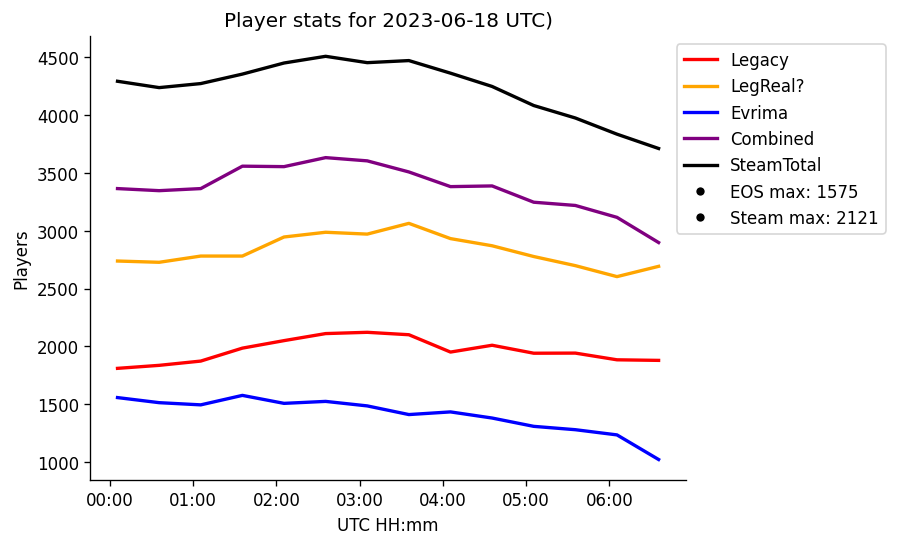 Player stats for 2023-06-18 UTC)
Legacy
LegReal?
Evrima
Combined
SteamTotal
EOS max: 1575
Steam max: 2121
Players
4500
4000
3500
3000
2500
2000
1500
1000
00:00 01:00 02:00 03:00 04:00 05:00 06:00
UTC HH:mm